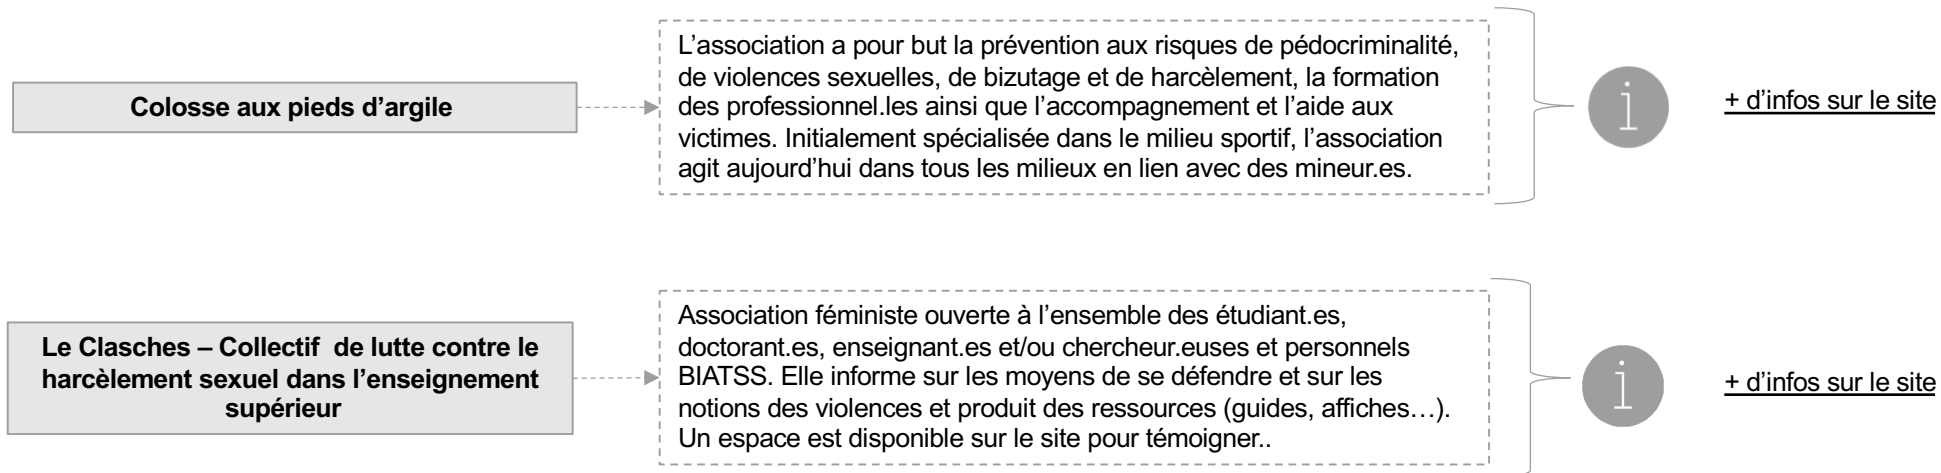 Colosse aux pieds d’argile
L’association a pour but la prévention aux risques de pédocriminalité,
de violences sexuelles, de bizutage et de harcèlement, la formation
des professionnel.les ainsi que l’accompagnement et l’aide aux
victimes. Initialement spécialisée dans le milieu sportif, l’association
agit aujourd’hui dans tous les milieux en lien avec des mineur.es.
+ d’infos sur le site
Le Clasches – Collectif  de lutte contre le
harcèlement sexuel dans l’enseignement
supérieur
Association féministe ouverte à l’ensemble des étudiant.es,
doctorant.es, enseignant.es et/ou chercheur.euses et personnels
BIATSS. Elle informe sur les moyens de se défendre et sur les
notions des violences et produit des ressources (guides, affiches…).
Un espace est disponible sur le site pour témoigner..
+ d’infos sur le site